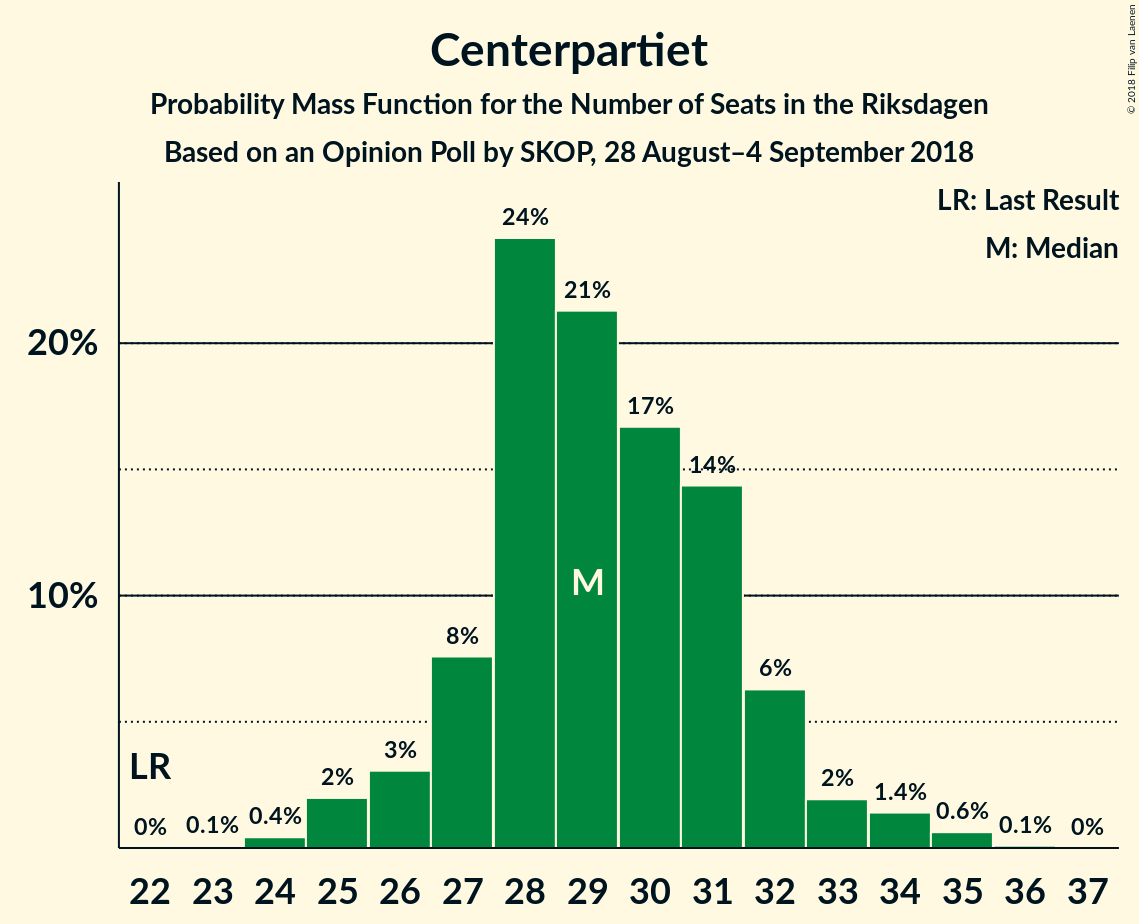 Centerpartiet
Probability Mass Function for the Number of Seats in the Riksdagen
Based on an Opinion Poll by SKOP, 28 August–4 September 2018
© 2018 Filip van Laenen
LR: Last Result
M: Median
20%
10%
LR
0%
0.1%
0.4%
2%
3%
8%
24%
21%
17%
14%
6%
2%
1.4%
0.6%
0.1%
0%
M
22 23 24 25 26 27 28 29 30 31 32 33 34 35 36 37